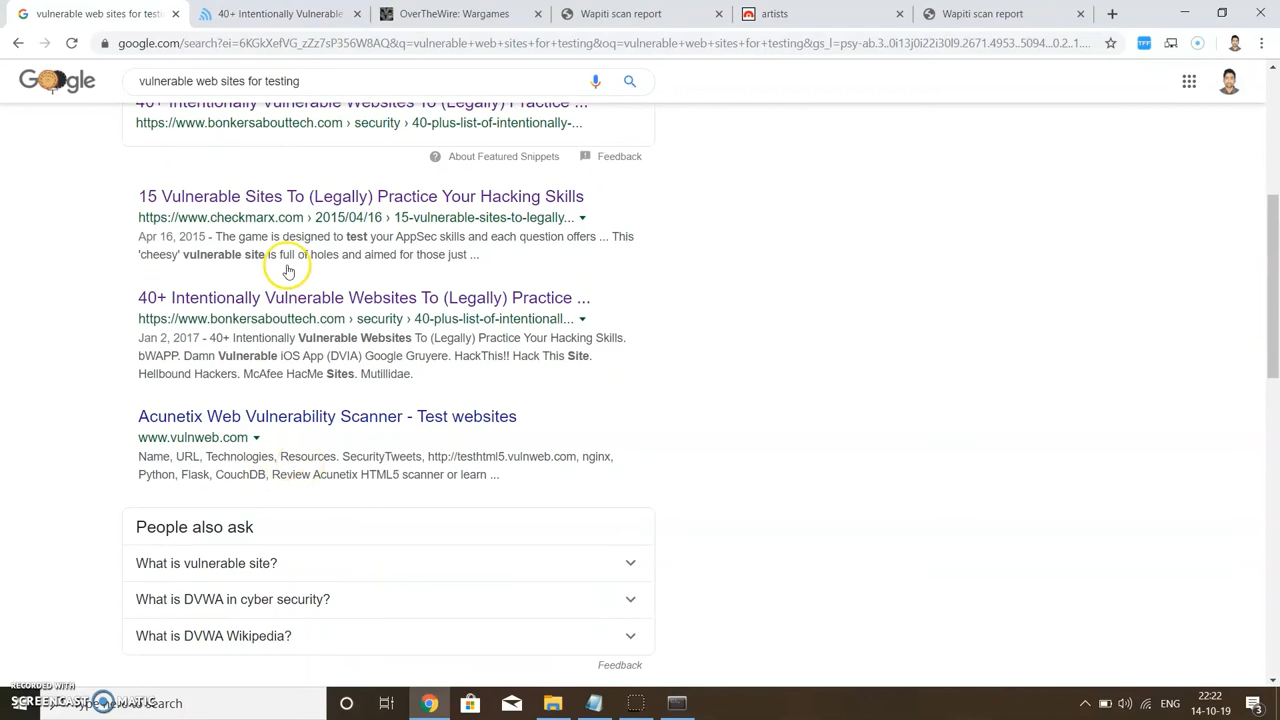 vulnerable web sites for testi
40+ Intentionally Vulnerable
OverTheWire: Wargames
Wapiti scan report
artists
Wapiti scan report
google.com/search?ei=6KGkXefVG_zZz7sP356W8AQ&q=vulnerable+web+sites+for+testing&oq=vulnerable+web+sites+for+testing&gs_l=psy-ab.3..0i13j0i22i30l9.2671.4953..5094...0.2..1....
TFF
Google
vulnerable web sites for testing
40+ Intentionally Vulnerable Websites To (Legally) Practice ...
https://www.bonkersabouttech.com › security › 40-plus-list-of-intentionally-...
About Featured Snippets
Feedback
15 Vulnerable Sites To (Legally) Practice Your Hacking Skills
https://www.checkmarx.com › 2015/04/16 › 15-vulnerable-sites-to-legally...
Apr 16, 2015 - The game is designed to test your AppSec skills and each question offers ... This
'cheesy' vulnerable site is full of holes and aimed for those just ...
40+ Intentionally Vulnerable Websites To (Legally) Practice ...
https://www.bonkersabouttech.com › security › 40-plus-list-of-intentionall...
Jan 2, 2017 - 40+ Intentionally Vulnerable Websites To (Legally) Practice Your Hacking Skills.
bWAPP. Damn Vulnerable iOS App (DVIA) Google Gruyere. HackThis!! Hack This Site.
Hellbound Hackers. McAfee HacMe Sites. Mutillidae.
Acunetix Web Vulnerability Scanner - Test websites
www.vulnweb.com
Name, URL, Technologies, Resources. SecurityTweets, http://testhtml5.vulnweb.com, nginx,
Python, Flask, CouchDB, Review Acunetix HTML5 scanner or learn ...
People also ask
What is vulnerable site?
What is DVWA in cyber security?
What is DVWA Wikipedia?
Feedback
RECORDED WITH
SCREENCAST MATIC
here to search
ENG
22:22
14-10-19
3